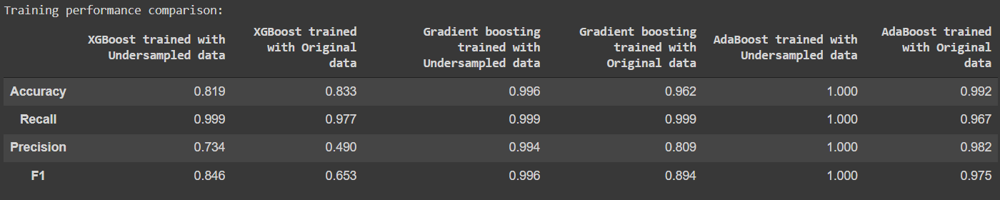 Training performance comparison:
XGBoost trained with Undersampled data XGBoost trained with Original data Gradient boosting trained with Undersampled data Gradient boosting trained with Original data AdaBoost trained with Undersampled data AdaBoost trained with Original data
Accuracy 0.819 0.833 0.996 0.962 1.000 0.992
Recall 0.999 0.977 0.999 0.999 1.000 0.967
Precision 0.734 0.490 0.994 0.809 1.000 0.982
F1 0.846 0.653 0.996 0.894 1.000 0.975